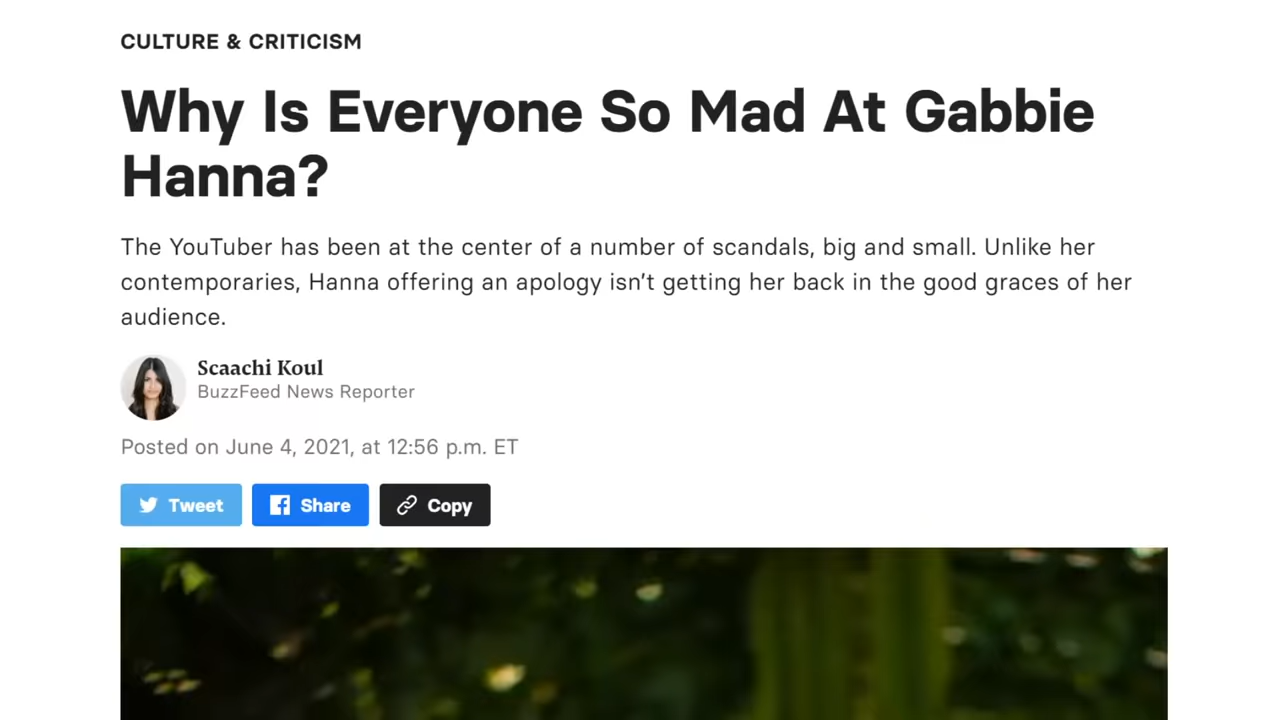 CULTURE & CRITICISM
Why Is Everyone So Mad At Gabbie
Hanna?
The YouTuber has been at the center of a number of scandals, big and small. Unlike her
contemporaries, Hanna offering an apology isn’t getting her back in the good graces of her
audience.
Scaachi Koul
BuzzFeed News Reporter
Posted on June 4, 2021, at 12:56 p.m. ET
Tweet Share Copy